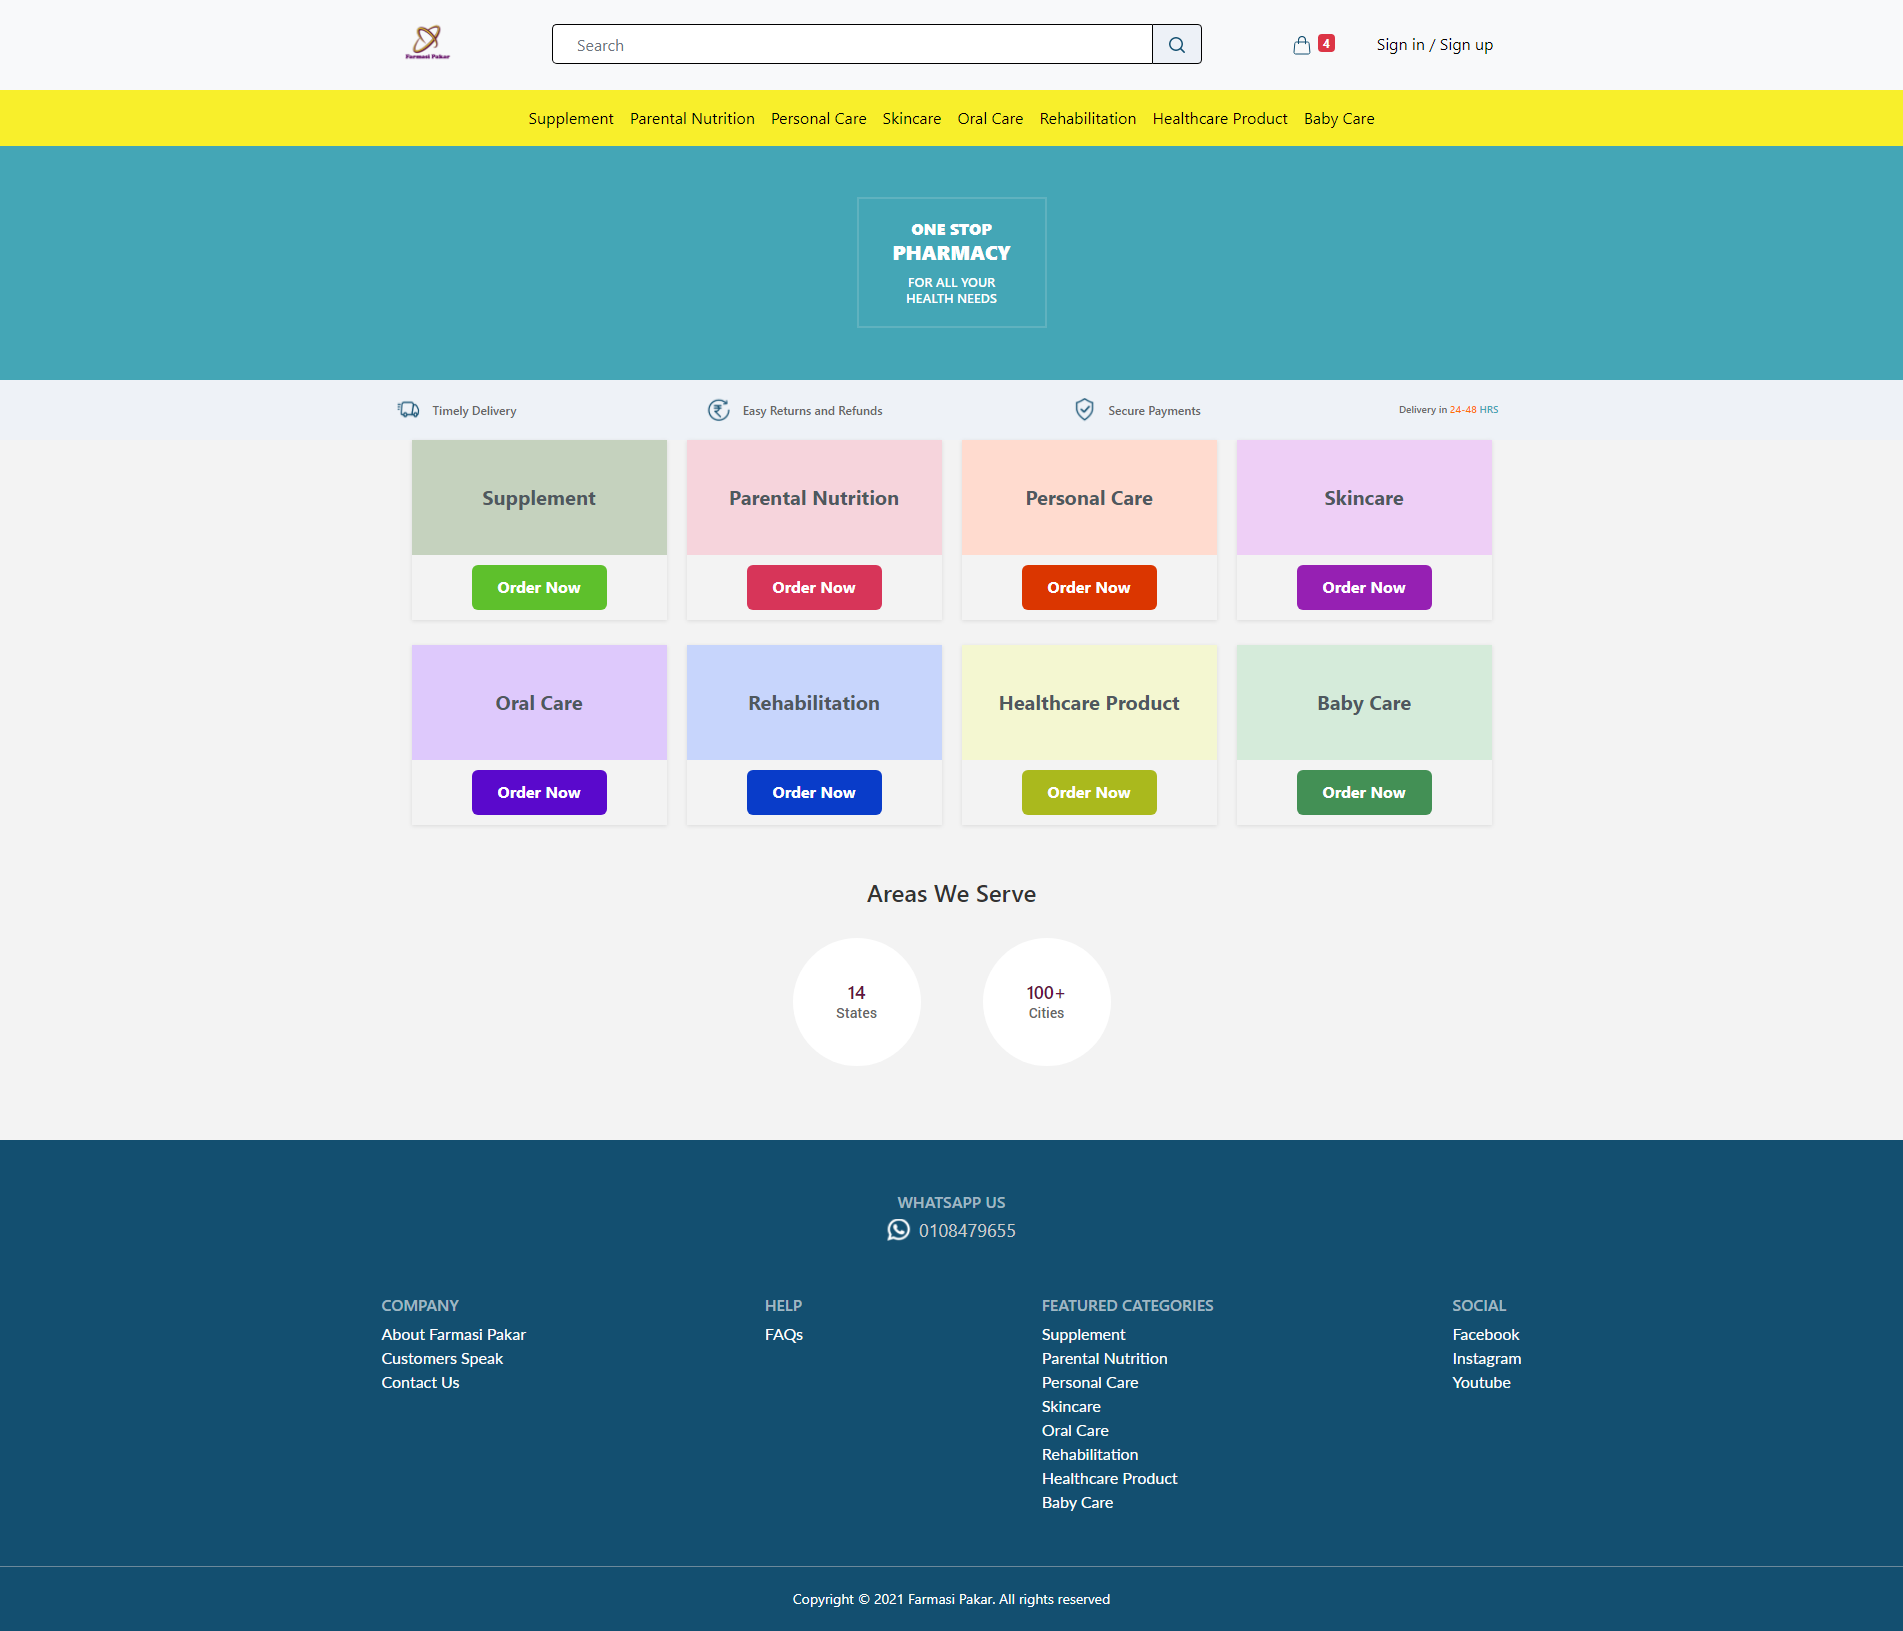 Farmasi Pakar
Search
4
Sign in / Sign up
Supplement
Parental Nutrition
Personal Care
Skincare
Oral Care
Rehabilitation
Healthcare Product
Baby Care
ONE STOP
PHARMACY
FOR ALL YOUR
HEALTH NEEDS
Timely Delivery
Easy Returns and Refunds
Secure Payments
Delivery in 24-48 HRS
Supplement
Parental Nutrition
Personal Care
Skincare
Order Now
Order Now
Order Now
Order Now
Oral Care
Rehabilitation
Healthcare Product
Baby Care
Order Now
Order Now
Order Now
Order Now
Areas We Serve
14
States
100+
Cities
WHATSAPP US
0108479655
COMPANY
About Farmasi Pakar
Customers Speak
Contact Us
HELP
FAQs
FEATURED CATEGORIES
Supplement
Parental Nutrition
Personal Care
Skincare
Oral Care
Rehabilitation
Healthcare Product
Baby Care
SOCIAL
Facebook
Instagram
Youtube
Copyright © 2021 Farmasi Pakar. All rights reserved